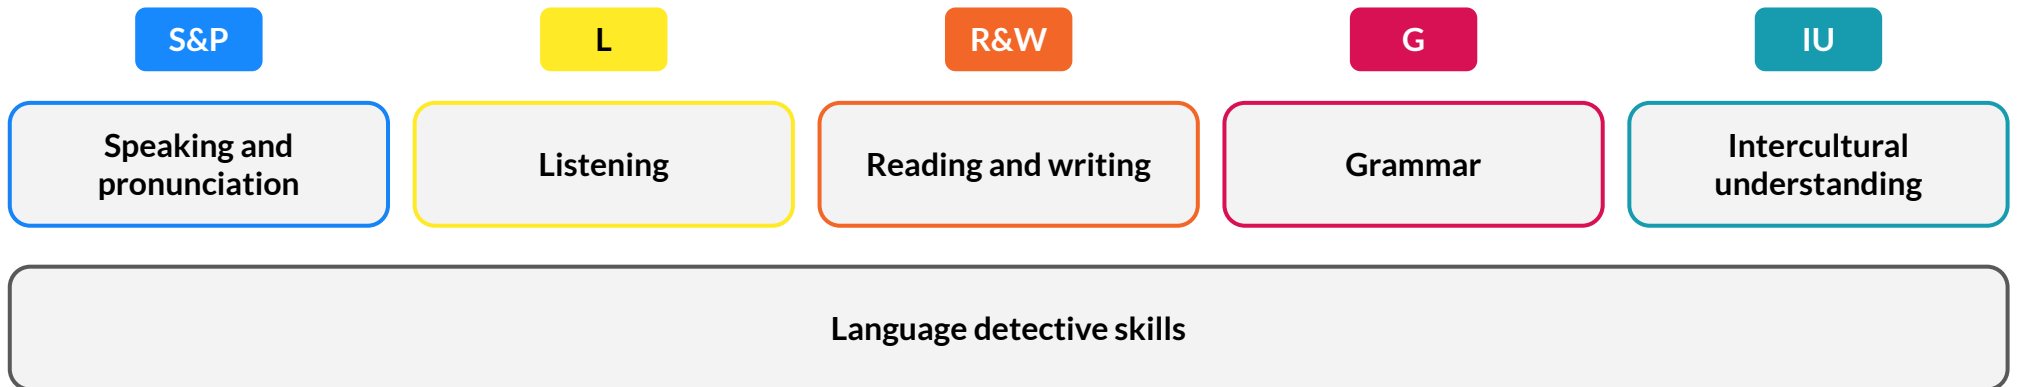 S&P
L
R&W
G
IU
Speaking and
pronunciation
Listening
Reading and writing
Grammar
Intercultural
understanding
Language detective skills